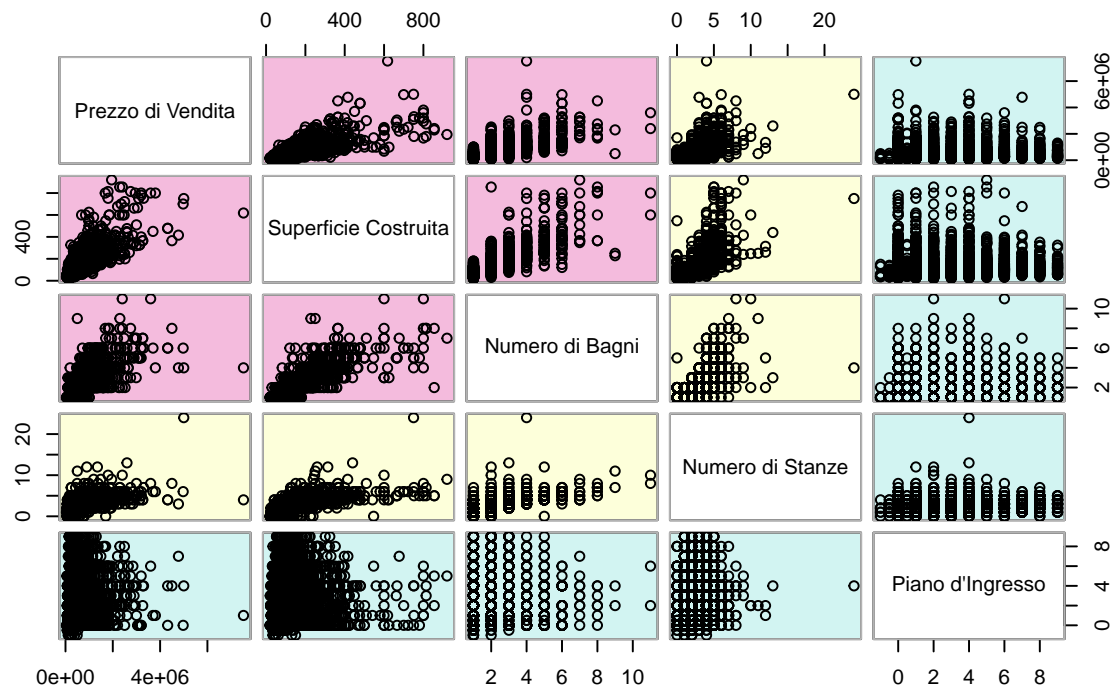 0 400 800 0 5 10 20
Prezzo di Vendita
0e+00 6e+06
0 400
Superficie Costruita
Numero di Bagni
2 6 10
0 10 20
Numero di Stanze
Piano d'Ingresso
0 4 8
0e+00 4e+06 2 4 6 8 10 0 2 4 6 8